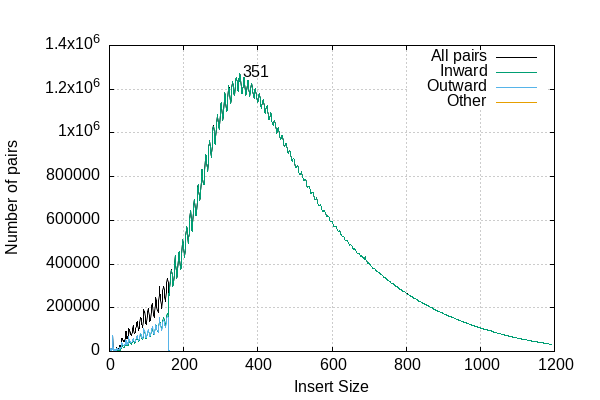 1.4x10⁶
1.2x10⁶
1x10⁶
800000
600000
400000
200000
0
Number of pairs
351
All pairs
Inward
Outward
Other
0 200 400 600 800 1000 1200
Insert Size